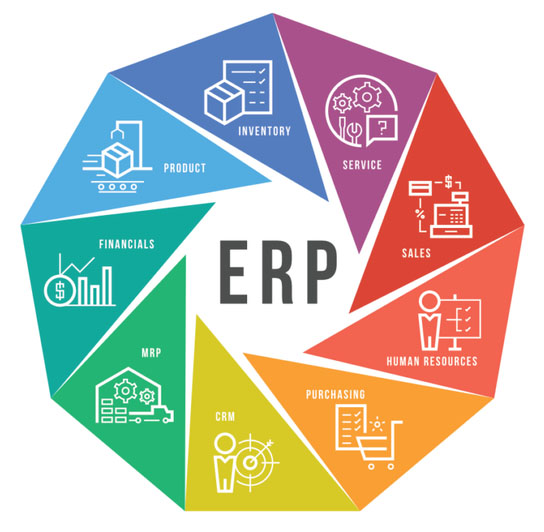 INVENTORY
SERVICE
PRODUCT
SALES
FINANCIALS
ERP
HUMAN RESOURCES
MRP
PURCHASING
CRM